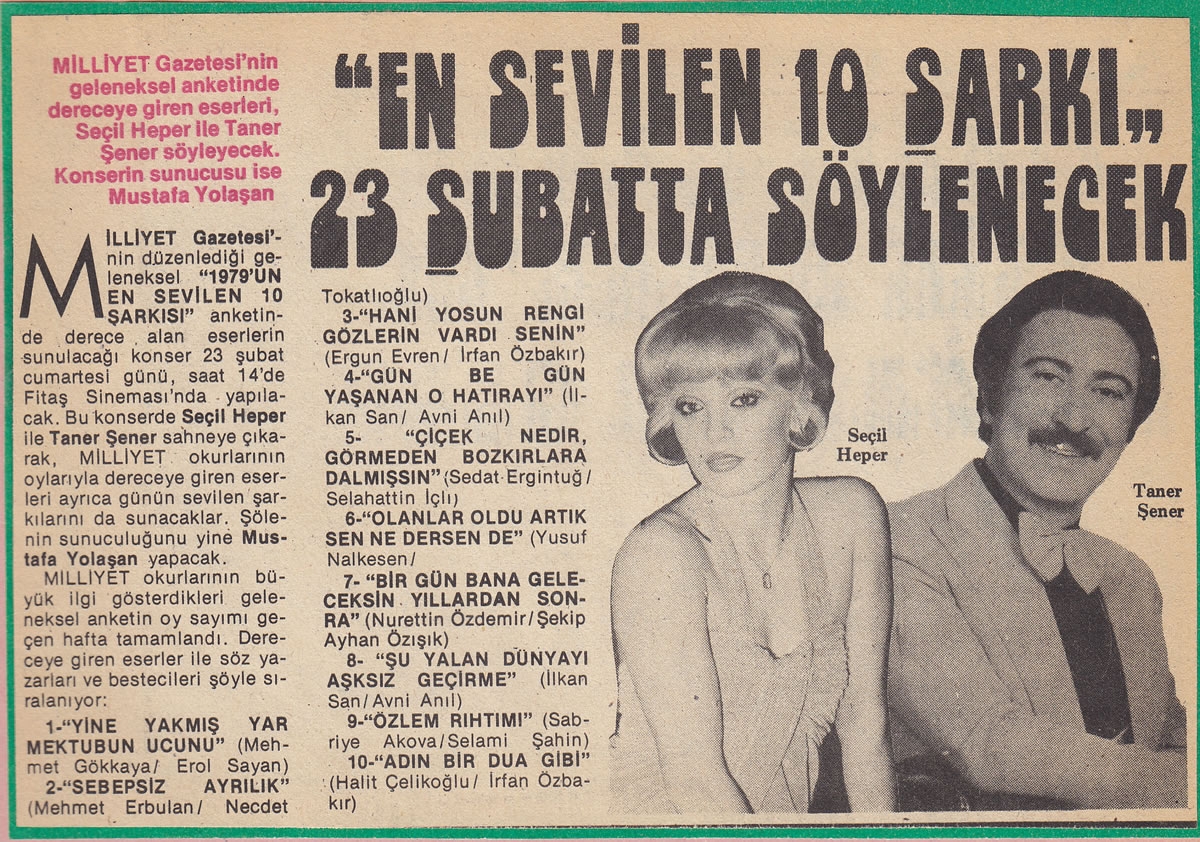 MİLLİYET Gazetesi'nin
geleneksel anketinde
dereceye giren eserleri,
Seçil Heper ile Taner
Şener söyleyecek.
Konserin sunucusu ise
Mustafa Yolaşan
“EN SEVİLEN 10 ŞARKI„
23 ŞUBATTA SÖYLENECEK
MİLLİYET Gazetesi'-
nin düzenlediği ge-
leneksel “1979'UN
EN SEVİLEN 10
ŞARKISI” anketin-
de derece alan eserlerin
sunulacağı konser 23 şubat
cumartesi günü, saat 14'de
Fitaş Sineması'nda yapıla-
cak. Bu konserde Seçil Heper
ile Taner Şener sahneye çıka-
rak, MİLLİYET okurlarının
oylarıyla dereceye giren eser-
leri ayrıca günün sevilen şar-
kılarını da sunacaklar. Şöle-
nin sunuculuğunu yine Mus-
tafa Yolaşan yapacak.
MİLLİYET okurlarının bü-
yük ilgi gösterdikleri gele-
neksel anketin oy sayımı ge-
çen hafta tamamlandı. Dere-
ceye giren eserler ile söz ya-
zarları ve bestecileri şöyle sı-
ralanıyor:
1-“YİNE YAKMIŞ YAR
MEKTUBUN UCUNU” (Meh-
met Gökkaya/ Erol Sayan)
2-“SEBEPSİZ AYRILIK”
(Mehmet Erbulan/ Necdet
Tokatlıoğlu)
3-“HANİ YOSUN RENGİ
GÖZLERİN VARDI SENİN”
(Ergun Evren/ İrfan Özbakır)
4-“GÜN BE GÜN
YAŞANAN O HATIRAYI” (İl-
kan San/ Avni Anıl)
5- “ÇİÇEK NEDİR,
GÖRMEDEN BOZKIRLARA
DALMIŞSIN” (Sedat Ergintuğ/
Selahattin İçli)
6-“OLANLAR OLDU ARTIK
SEN NE DERSEN DE” (Yusuf
Nalkesen/
7- “BİR GÜN BANA GELE-
CEKSİN YILLARDAN SON-
RA” (Nurettin Özdemir/Şekip
Ayhan Özışık)
8- “ŞU YALAN DÜNYAYI
AŞKSIZ GEÇİRME” (İlkan
San/Avni Anıl)
9-“ÖZLEM RIHTIMI” (Sab-
riye Akova/Selami Şahin)
10-“ADIN BİR DUA GİBİ”
(Halit Çelikoğlu/ İrfan Özba-
kır)
Seçil
Heper
Taner
Şener